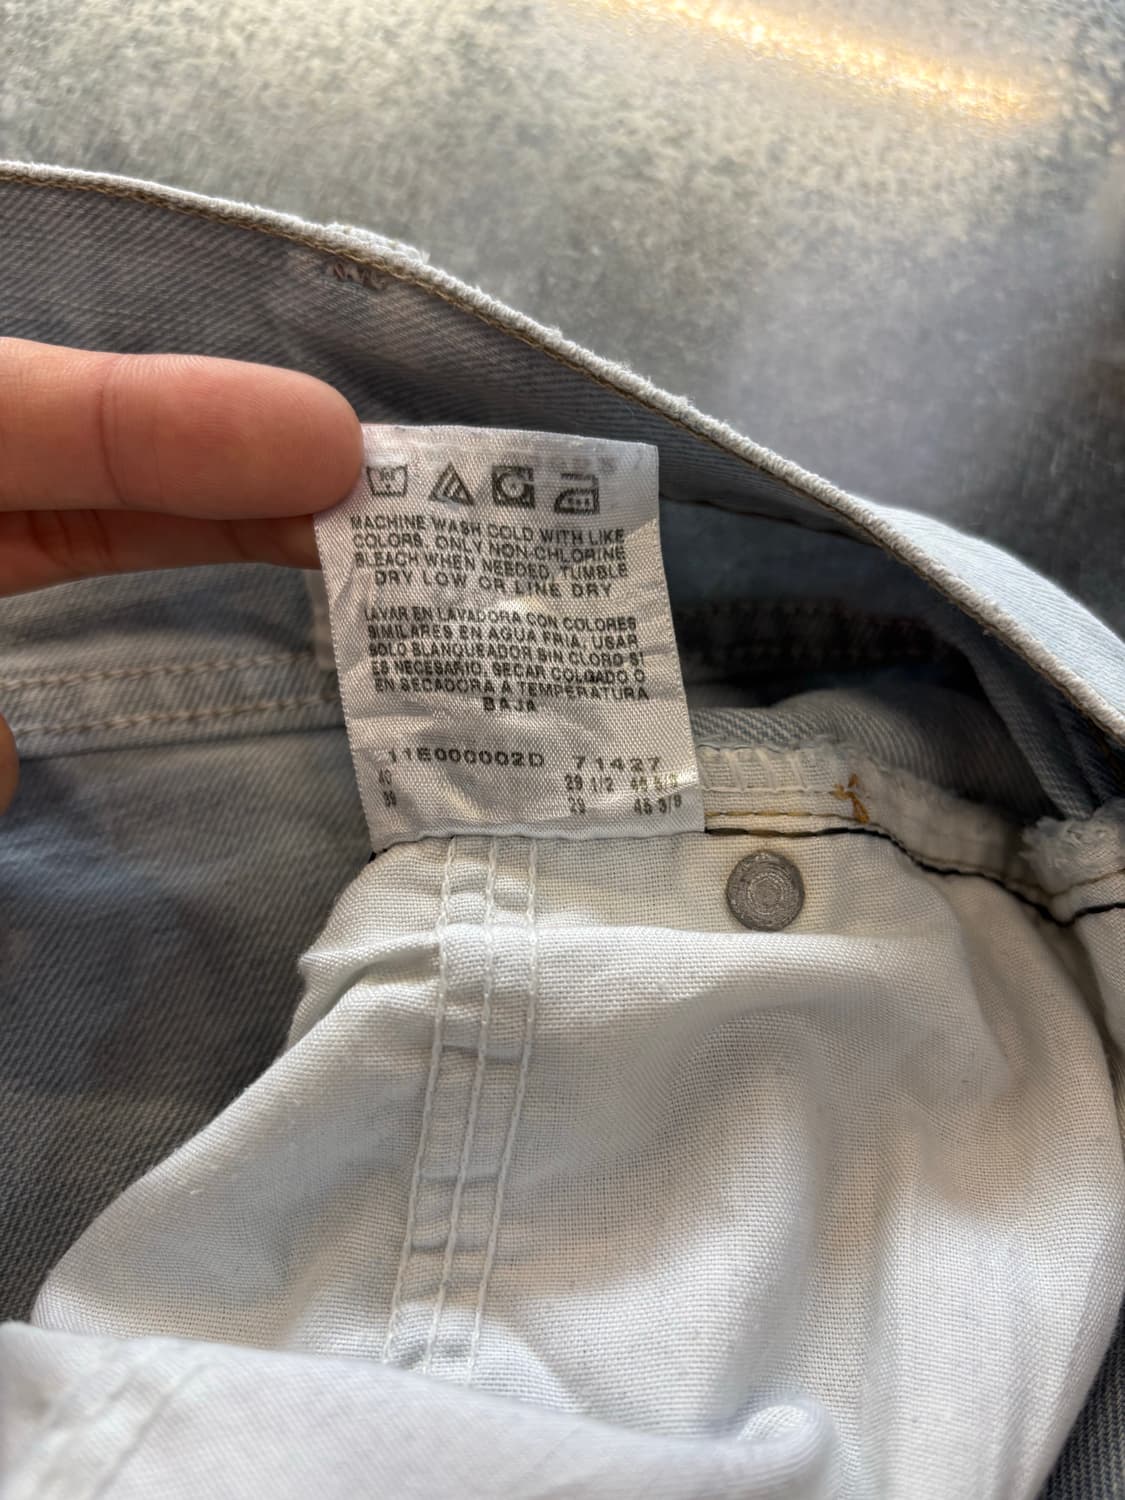 MACHINE WASH COLD WITH LIKE
COLORS, ONLY NON-CHLORINE
BLEACH WHEN NEEDED, TUMBLE
DRY LOW OR LINE DRY
LAVAR EN LAVADORA CON COLORES
SIMILARES EN AGUA FRIA, USAR
SOLO BLANQUEADOR SIN CLORO SI
ES NECESARIO, SECAR COLGADO O
EN SECADORA A TEMPERATURA
BAJA
11E000002D 71427
40 29 1/2
39 29 45 3/8